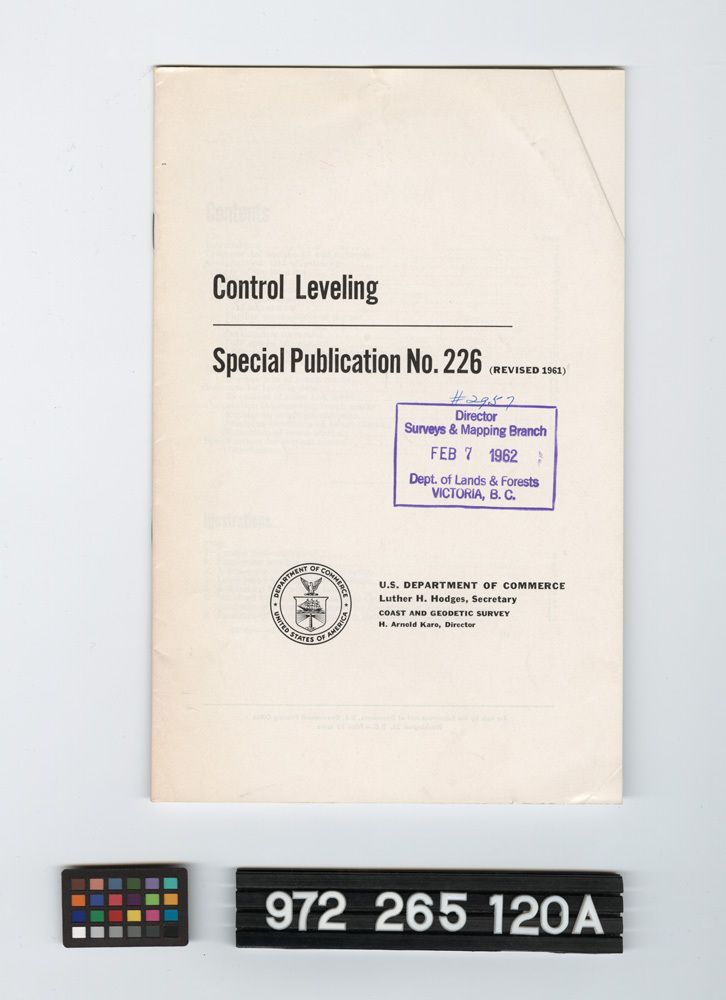 Contents
Control Leveling
Special Publication No. 226 (REVISED 1961)
#2957
Director
Surveys & Mapping Branch
FEB 7 1962
Dept. of Lands & Forests
VICTORIA, B. C.
Illustrations
DEPARTMENT OF COMMERCE
UNITED STATES OF AMERICA
U.S. DEPARTMENT OF COMMERCE
Luther H. Hodges, Secretary
COAST AND GEODETIC SURVEY
H. Arnold Karo, Director
972 265 120A